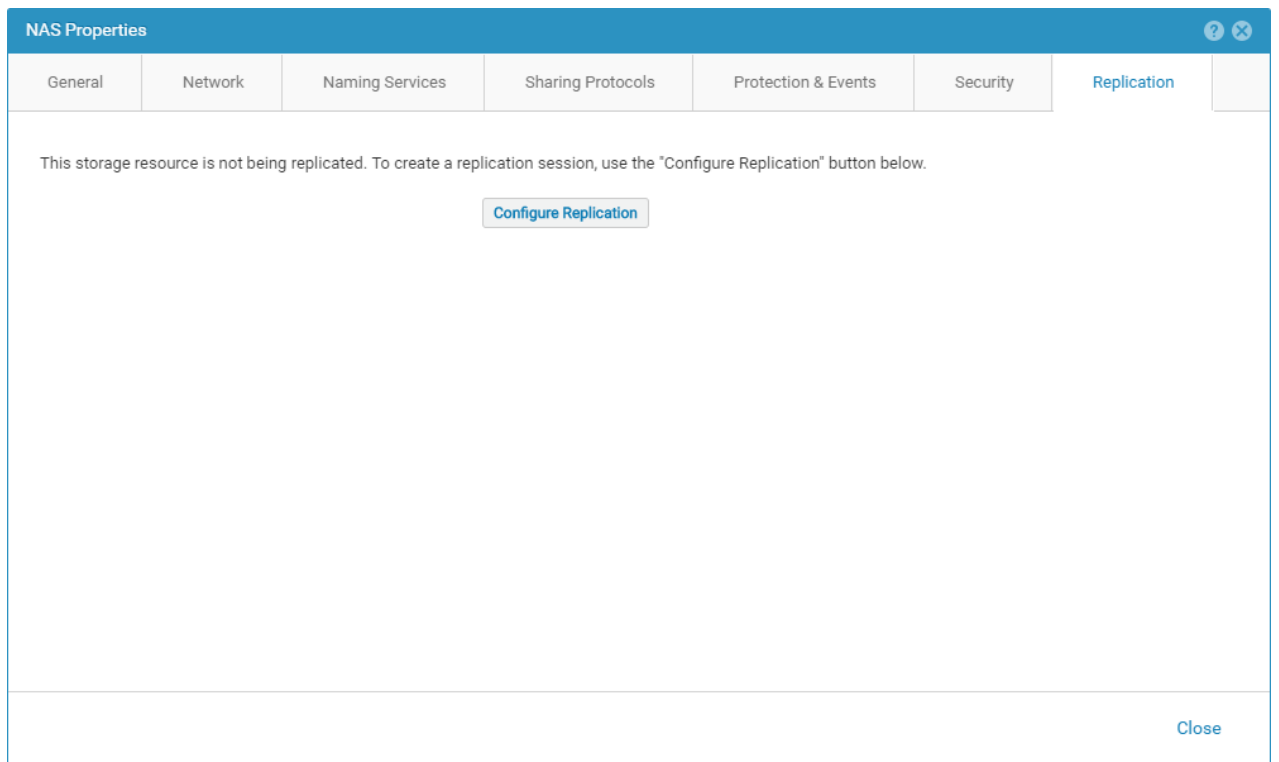 NAS Properties
General Network Naming Services Sharing Protocols Protection & Events Security Replication
This storage resource is not being replicated. To create a replication session, use the "Configure Replication" button below.
Configure Replication
Close